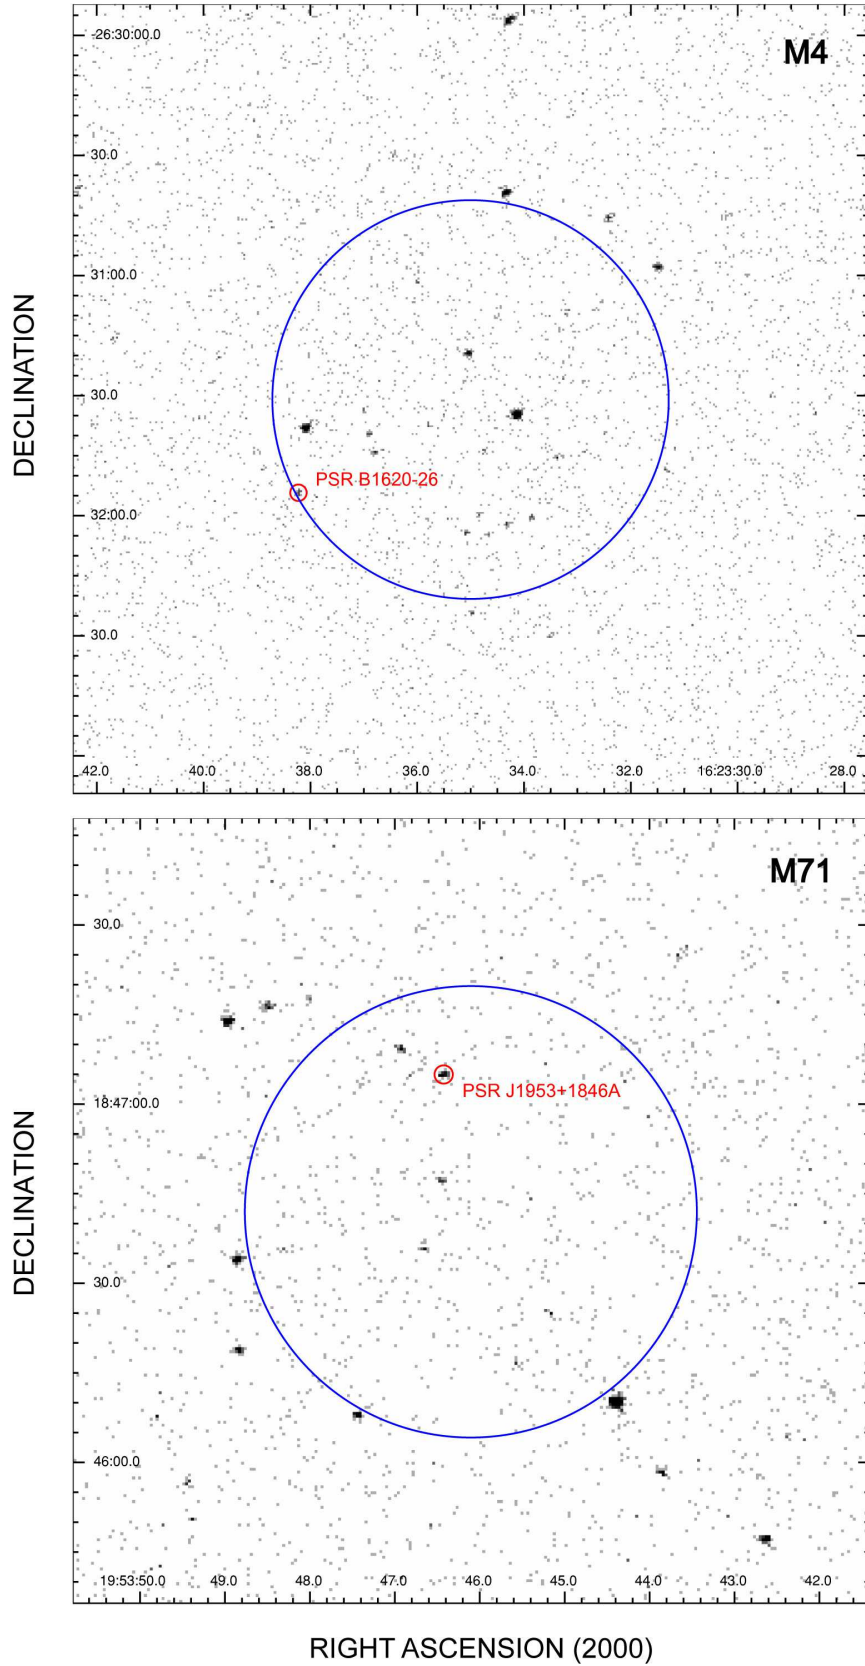 M4
-26:30:00.0
30.0
31:00.0
30.0
PSR B1620-26
32:00.0
30.0
42.0 40.0 38.0 36.0 34.0 32.0 16:23:30.0 28.0
DECLINATION
M71
30.0
PSR J1953+1846A
18:47:00.0
30.0
46:00.0
19:53:50.0 49.0 48.0 47.0 46.0 45.0 44.0 43.0 42.0
DECLINATION
RIGHT ASCENSION (2000)